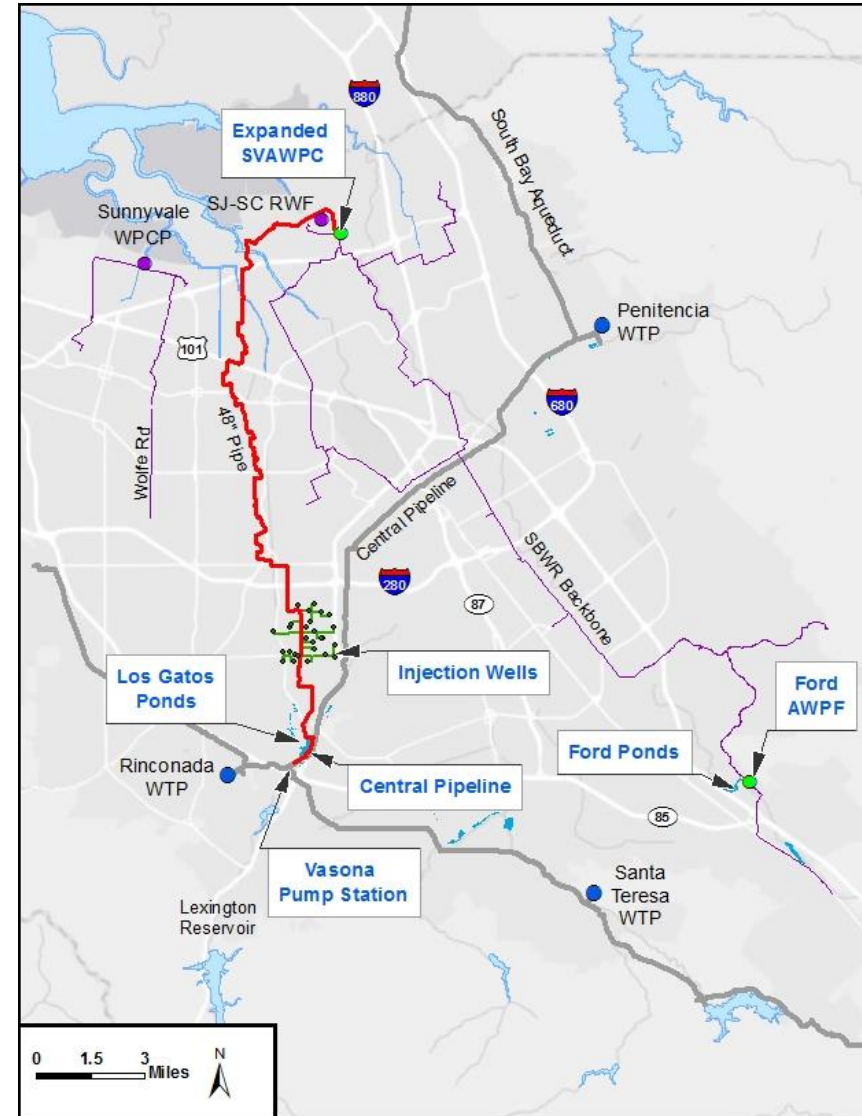 880
Expanded
SVAWPC
South Bay Aqueduct
SJ-SC RWF
Sunnyvale
WPCP
Penitencia
WTP
101
680
48" Pipe
Wolfe Rd
Central Pipeline
SBWR Backbone
280
87
Injection Wells
Los Gatos
Ponds
Ford
AWPF
Ford Ponds
Rinconada
WTP
Central Pipeline
85
Vasona
Pump Station
Santa
Teresa
WTP
Lexington
Reservoir
0 1.5 3
Miles
N